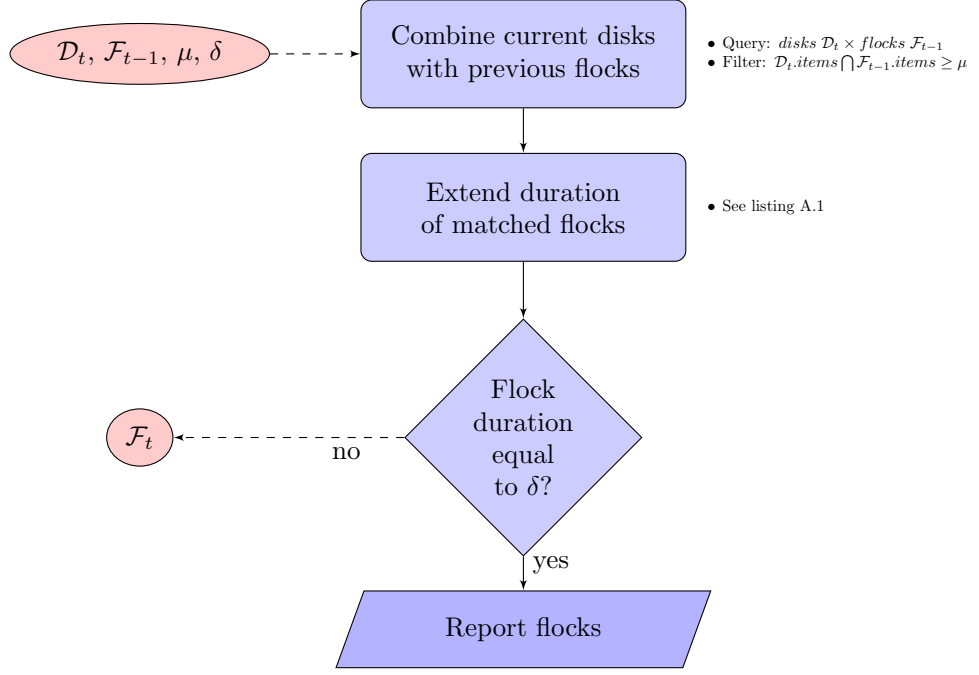 𝒟ₜ, ℱₜ₋₁, μ, δ
Combine current disks
with previous flocks
• Query: disks 𝒟ₜ × flocks ℱₜ₋₁
• Filter: 𝒟ₜ.items ⋂ ℱₜ₋₁.items ≥ μ
Extend duration
of matched flocks
• See listing A.1
Flock
duration
equal
to δ?
ℱₜ
no
yes
Report flocks